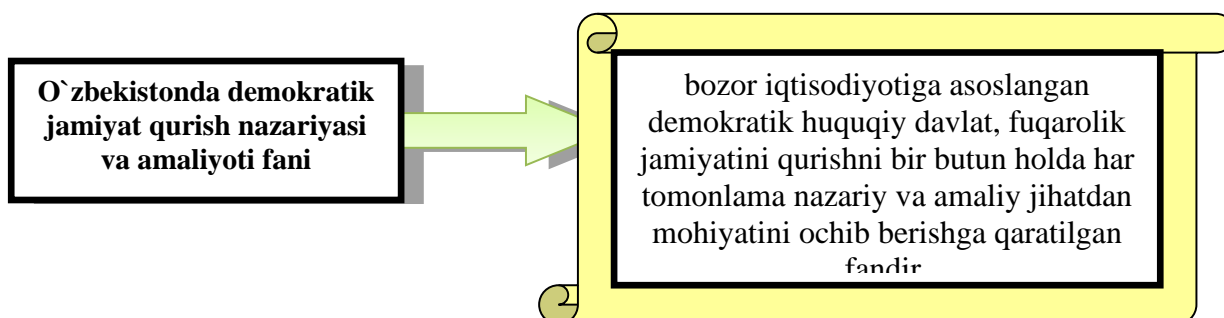 O`zbekistonda demokratik
jamiyat qurish nazariyasi
va amaliyoti fani
bozor iqtisodiyotiga asoslangan
demokratik huquqiy davlat, fuqarolik
jamiyatini qurishni bir butun holda har
tomonlama nazariy va amaliy jihatdan
mohiyatini ochib berishga qaratilgan
fandir